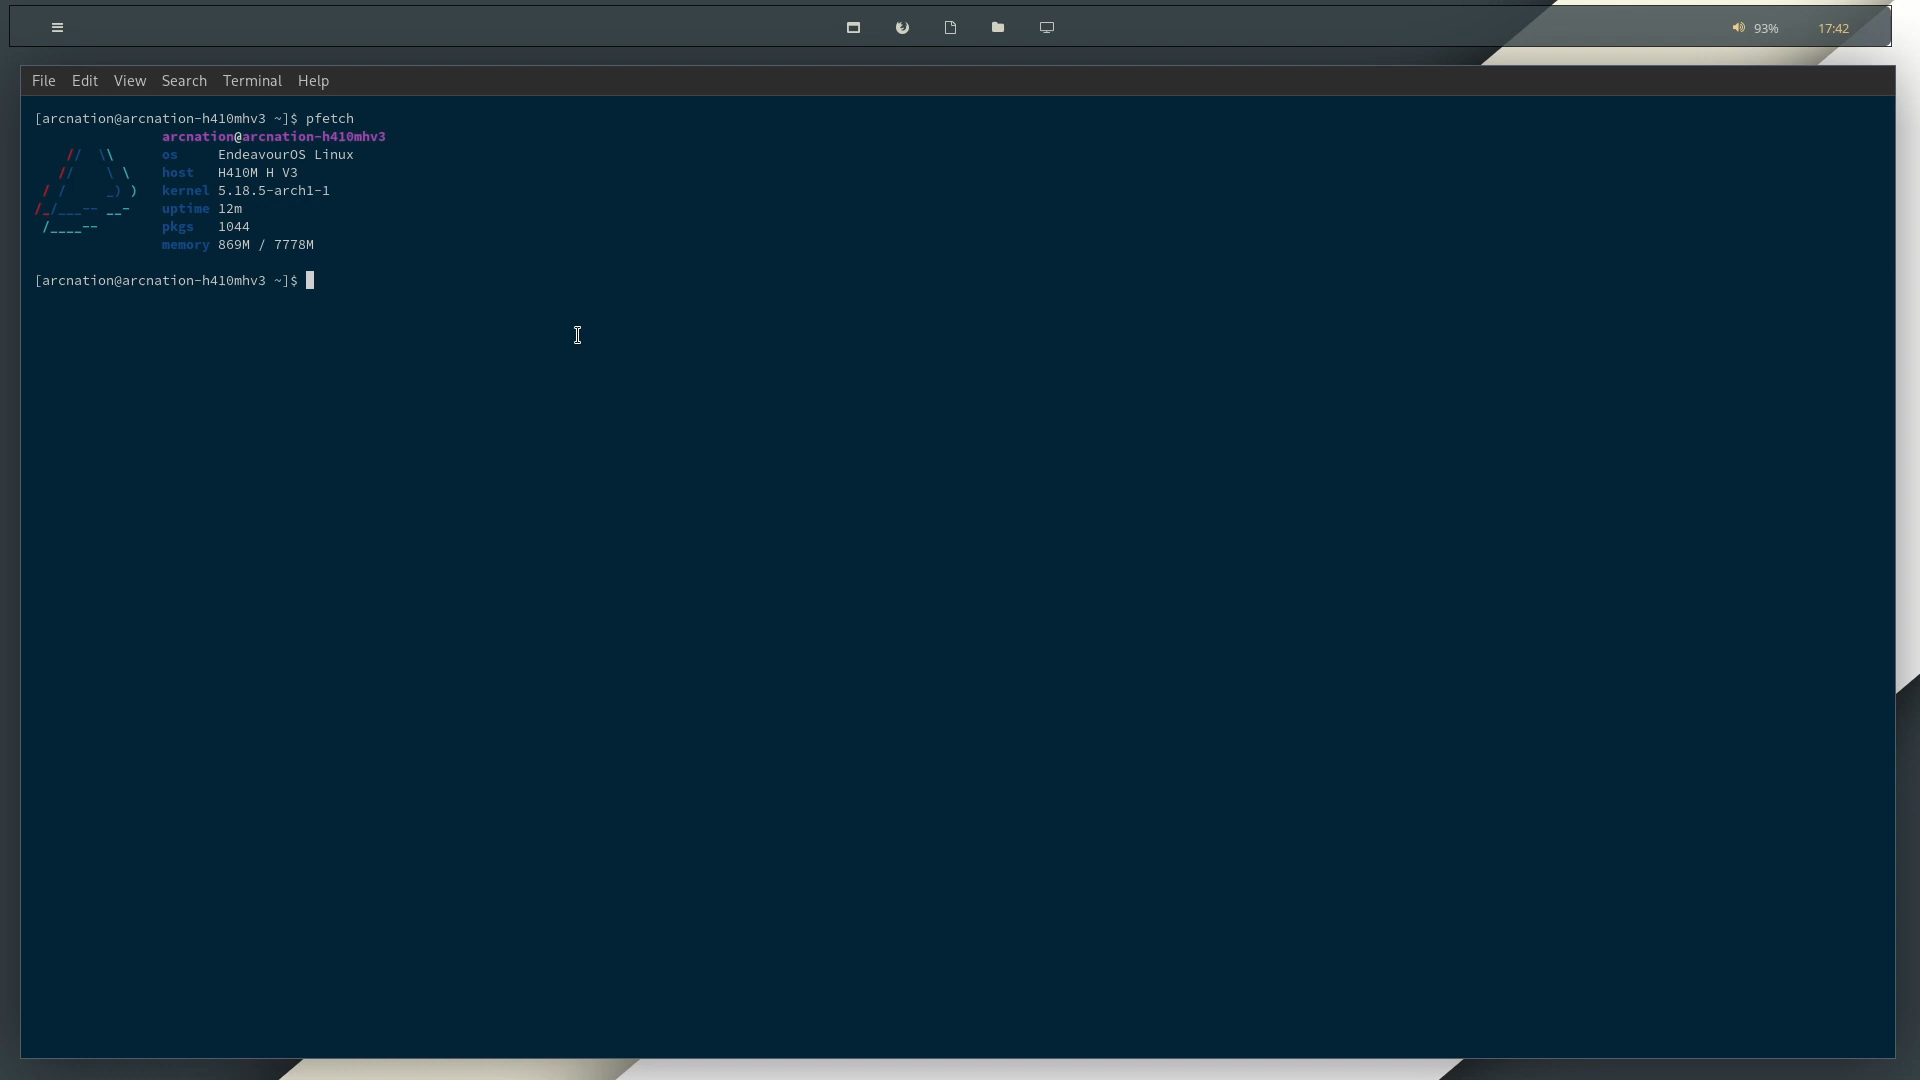 93% 17:42
File Edit View Search Terminal Help
[arcnation@arcnation-h410mhv3 ~]$ pfetch
arcnation@arcnation-h410mhv3
os EndeavourOS Linux
host H410M H V3
kernel 5.18.5-arch1-1
uptime 12m
pkgs 1044
memory 869M / 7778M
[arcnation@arcnation-h410mhv3 ~]$